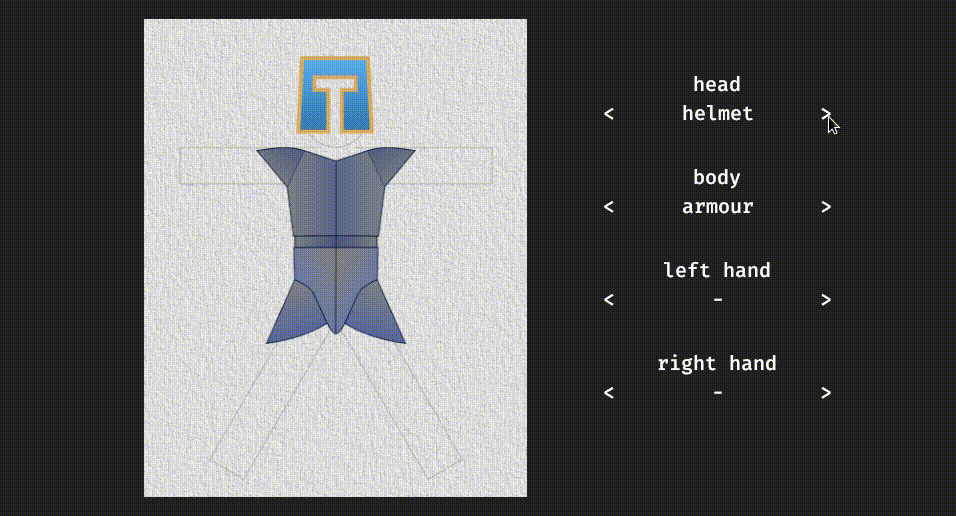 head
< helmet >
body
< armour >
left hand
< - >
right hand
< - >